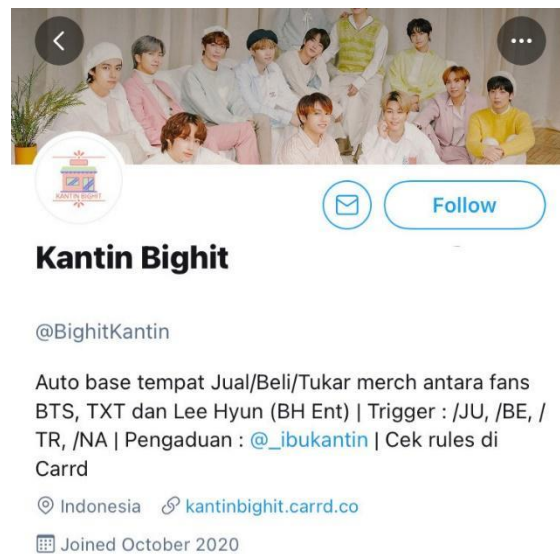 KANTIN BIGHIT
Follow
Kantin Bighit
@BighitKantin
Auto base tempat Jual/Beli/Tukar merch antara fans
BTS, TXT dan Lee Hyun (BH Ent) | Trigger : /JU, /BE, /
TR, /NA | Pengaduan : @_ibukantin | Cek rules di
Carrd
Indonesia kantinbighit.carrd.co
Joined October 2020